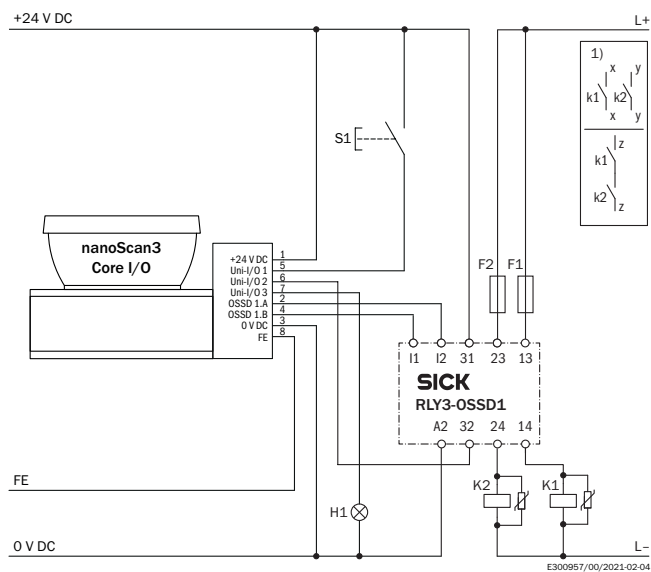 +24 V DC
L+
1)
x y
k1 k2
x y
z
k1
k2
z
S1
nanoScan3
Core I/O
+24 V DC 1
Uni-I/O 1 5
Uni-I/O 2 6
Uni-I/O 3 7
OSSD 1.A 2
OSSD 1.B 4
0 V DC 3
FE 8
F2 F1
I1 I2 31 23 13
SICK
RLY3-OSSD1
A2 32 24 14
FE
K2 K1
H1
0 V DC
L–
E300957/00/2021-02-04